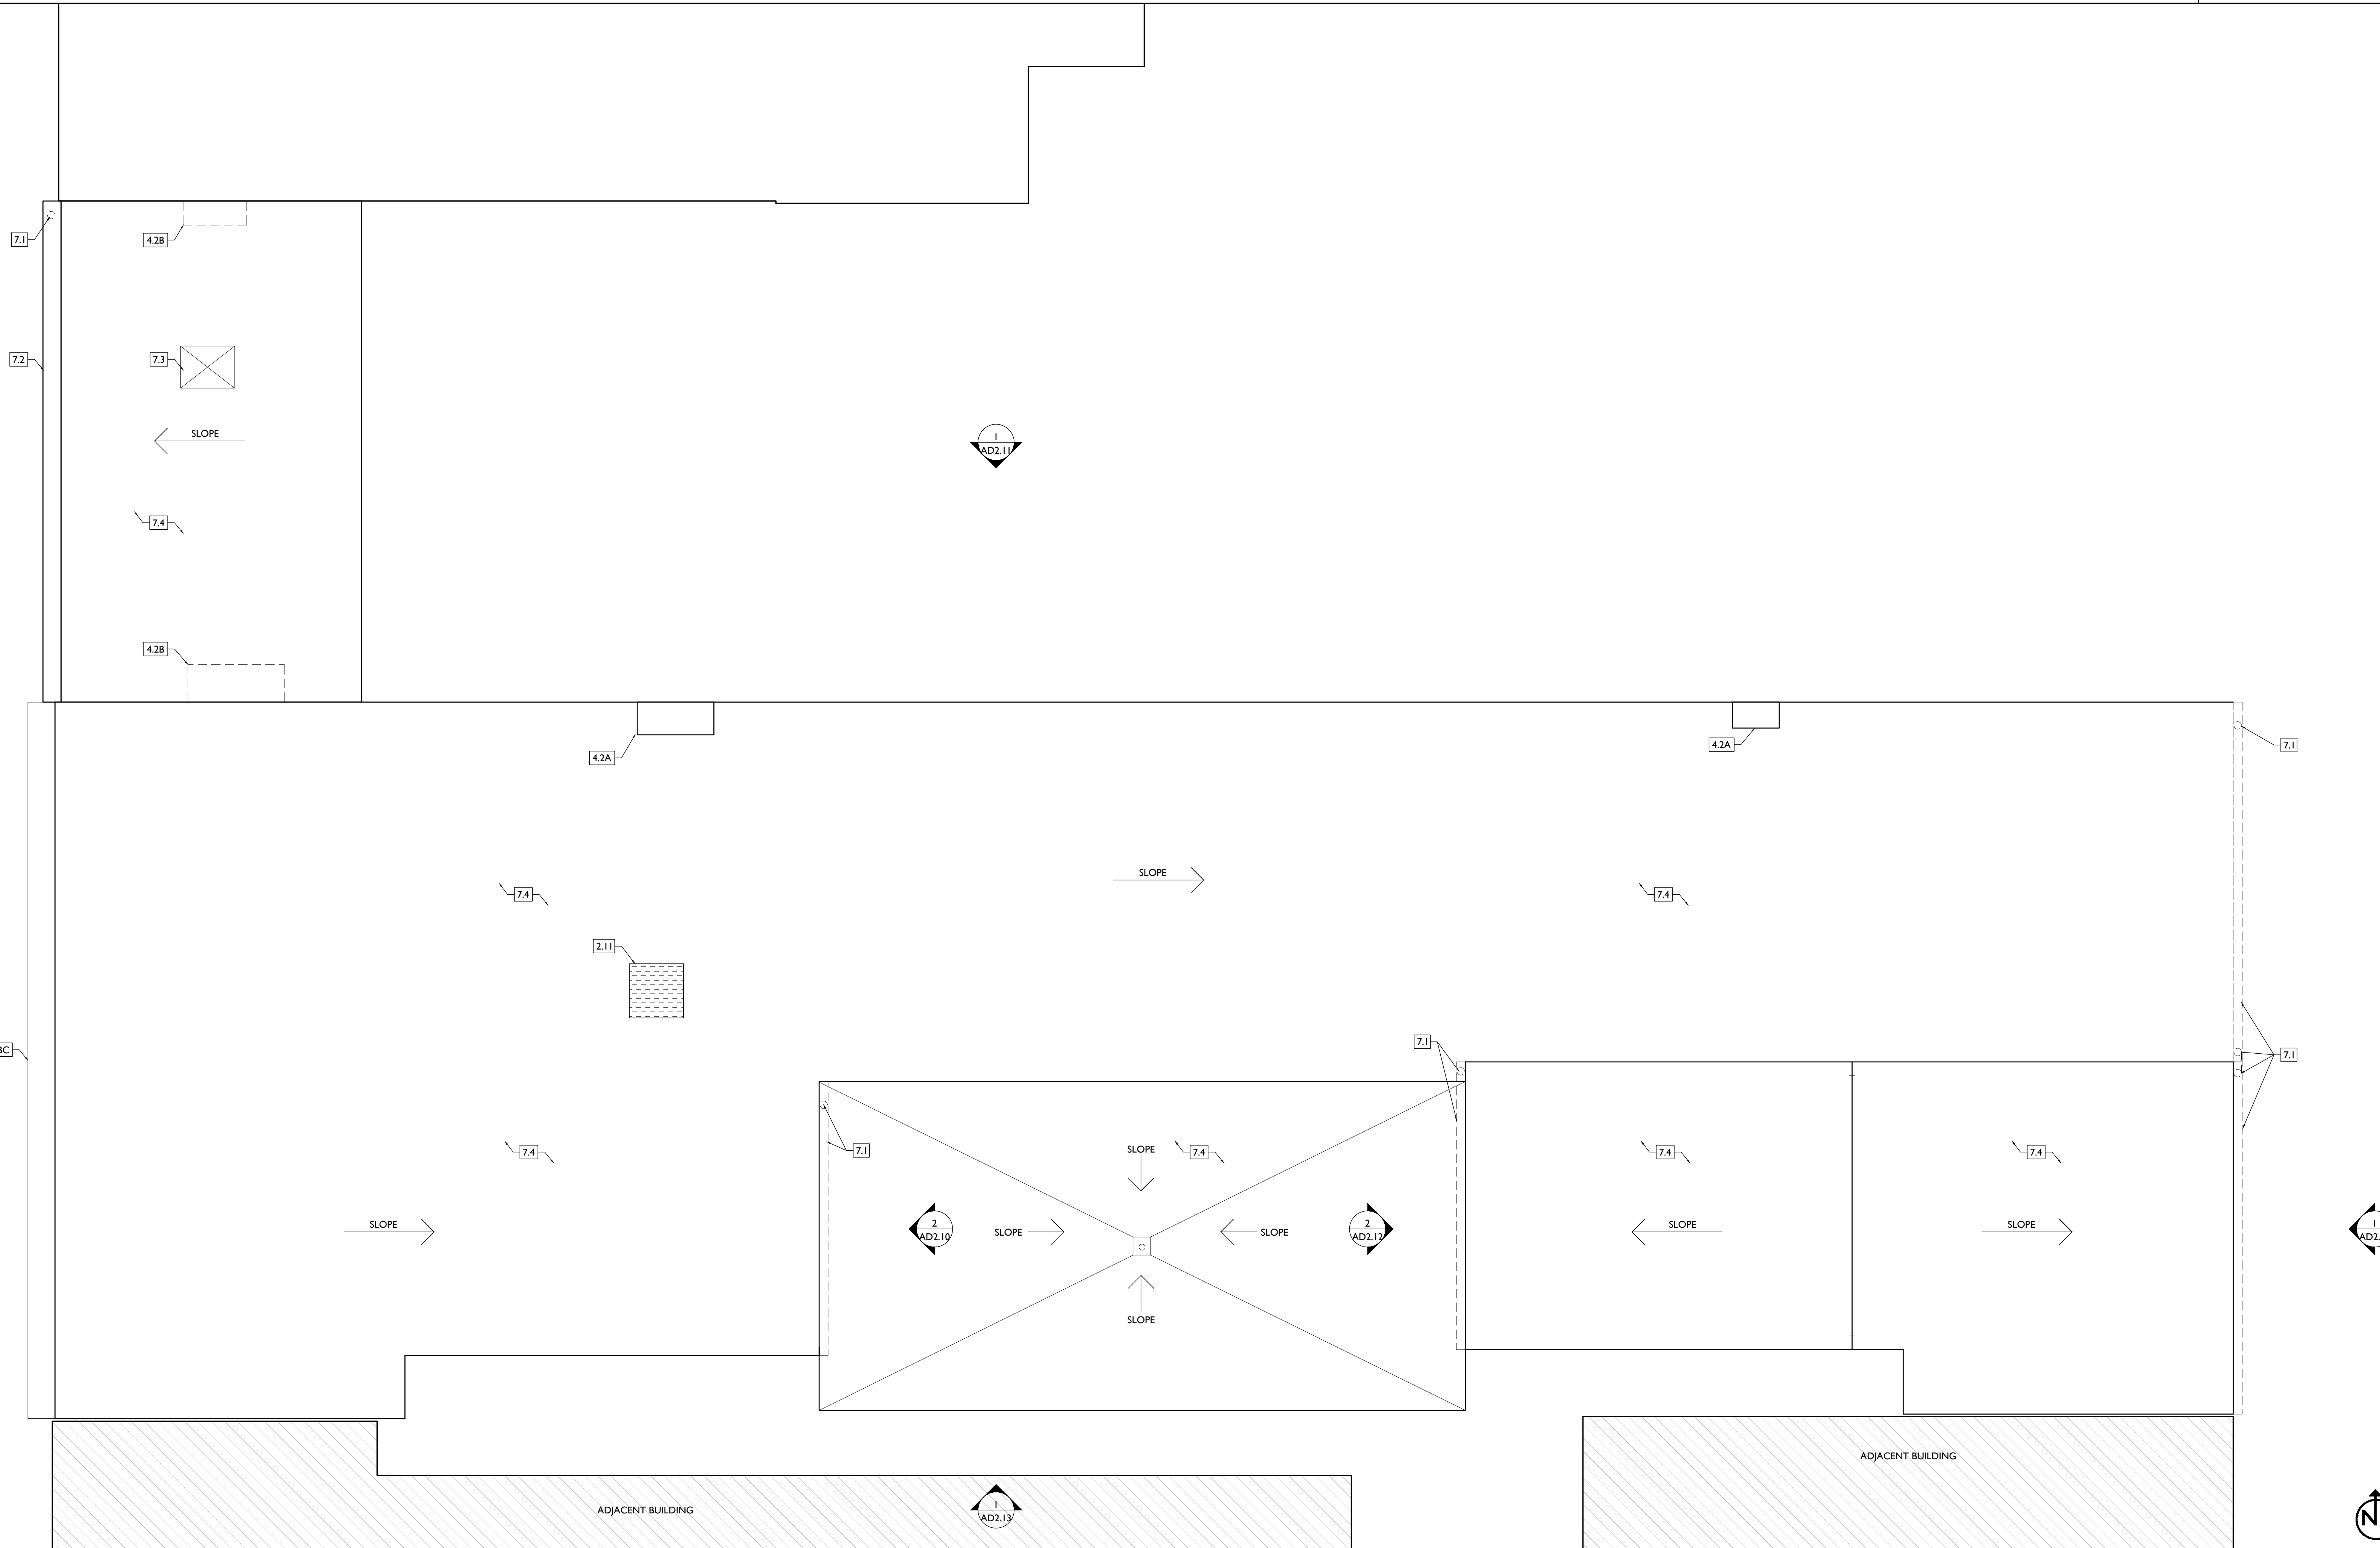 7.1
4.2B
7.2
7.3
SLOPE
1
AD2.11
7.4
4.2B
4.2A
4.2A
7.1
SLOPE
7.4
7.4
2.11
7.1
7.1
SLOPE
7.4
7.1
7.4
7.4
7.4
SLOPE
2
AD2.10
SLOPE
SLOPE
2
AD2.12
SLOPE
SLOPE
1
SLOPE
ADJACENT BUILDING
ADJACENT BUILDING
1
AD2.13
N